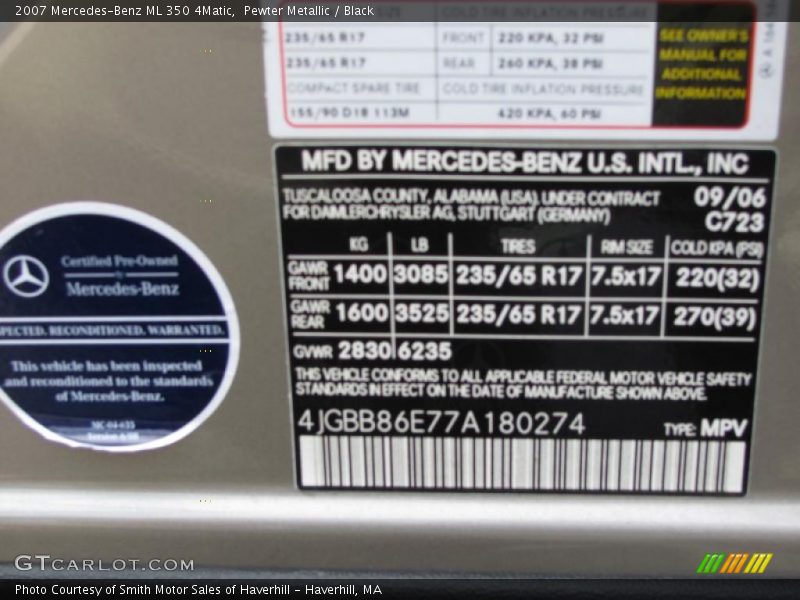 2007 Mercedes-Benz ML 350 4Matic,  Pewter Metallic / Black
SIZE COLD TIRE INFLATION PRESSURE
235/65 R17 FRONT 220 KPA, 32 PSI
235/65 R17 REAR 260 KPA, 38 PSI
COMPACT SPARE TIRE COLD TIRE INFLATION PRESSURE
155/90 D18 113M 420 KPA, 60 PSI
SEE OWNER'S
MANUAL FOR
ADDITIONAL
INFORMATION
MFD BY MERCEDES-BENZ U.S. INTL., INC
TUSCALOOSA COUNTY, ALABAMA (USA), UNDER CONTRACT 09/06
FOR DAIMLERCHRYSLER AG, STUTTGART (GERMANY) C723
KG LB TIRES RIM SIZE COLD KPA (PSI)
GAWR FRONT 1400 3085 235/65 R17 7.5x17 220(32)
GAWR REAR 1600 3525 235/65 R17 7.5x17 270(39)
GVWR 2830 6235
THIS VEHICLE CONFORMS TO ALL APPLICABLE FEDERAL MOTOR VEHICLE SAFETY
STANDARDS IN EFFECT ON THE DATE OF MANUFACTURE SHOWN ABOVE.
4JGBB86E77A180274 TYPE: MPV
Certified Pre-Owned
by
Mercedes-Benz
PECTED. RECONDITIONED. WARRANTED.
This vehicle has been inspected
and reconditioned to the standards
of Mercedes-Benz.
GTCARLOT.COM
Photo Courtesy of Smith Motor Sales of Haverhill - Haverhill, MA